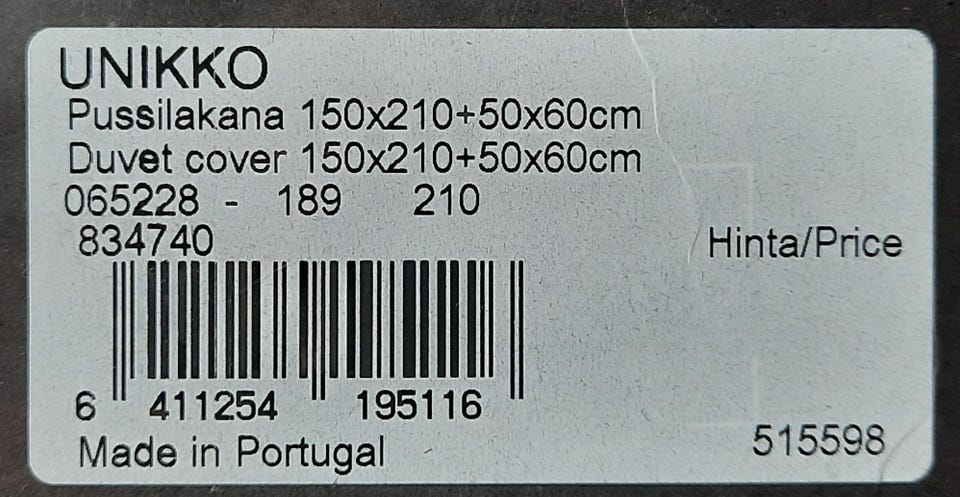 UNIKKO
Pussilakana 150x210+50x60cm
Duvet cover 150x210+50x60cm
065228 - 189 210
834740
Hinta/Price
6 411254 195116
Made in Portugal
515598